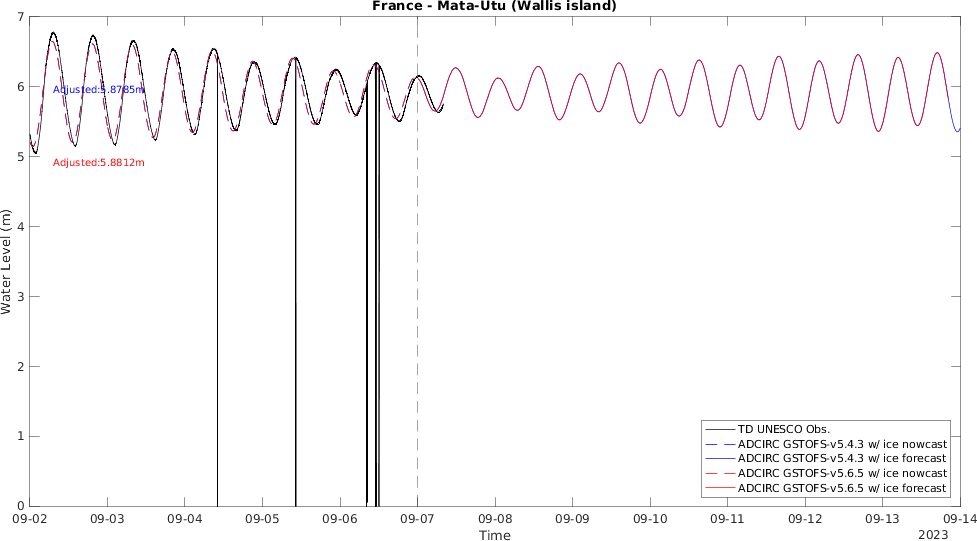 France - Mata-Utu (Wallis island)
7
6
5
4
3
2
1
0
Water Level (m)
Adjusted:5.8785m
Adjusted:5.8812m
TD UNESCO Obs.
ADCIRC GSTOFS-v5.4.3 w/ ice nowcast
ADCIRC GSTOFS-v5.4.3 w/ ice forecast
ADCIRC GSTOFS-v5.6.5 w/ ice nowcast
ADCIRC GSTOFS-v5.6.5 w/ ice forecast
09-02 09-03 09-04 09-05 09-06 09-07 09-08 09-09 09-10 09-11 09-12 09-13 09-14
Time
2023